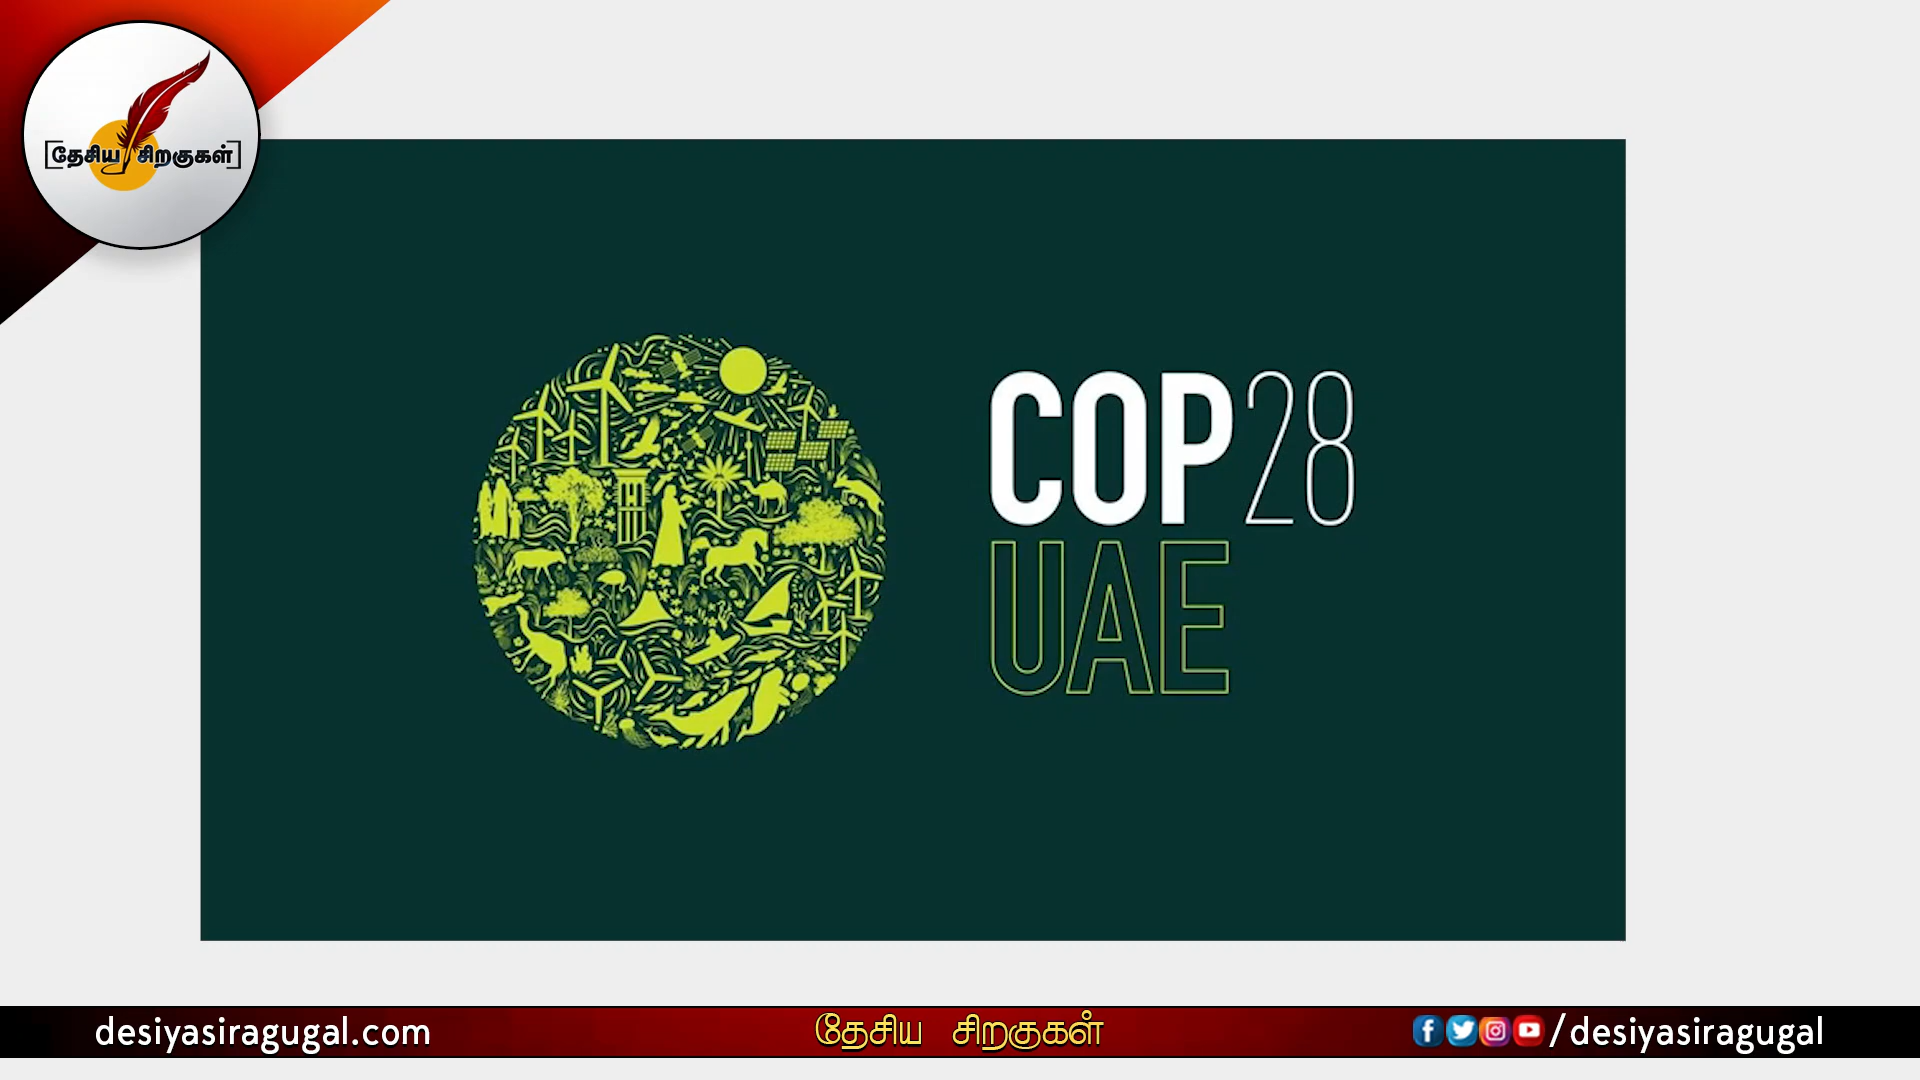 [தேசிய சிறகுகள்]
COP28
UAE
desiyasiragugal.com
தேசிய சிறகுகள்
/desiyasiragugal